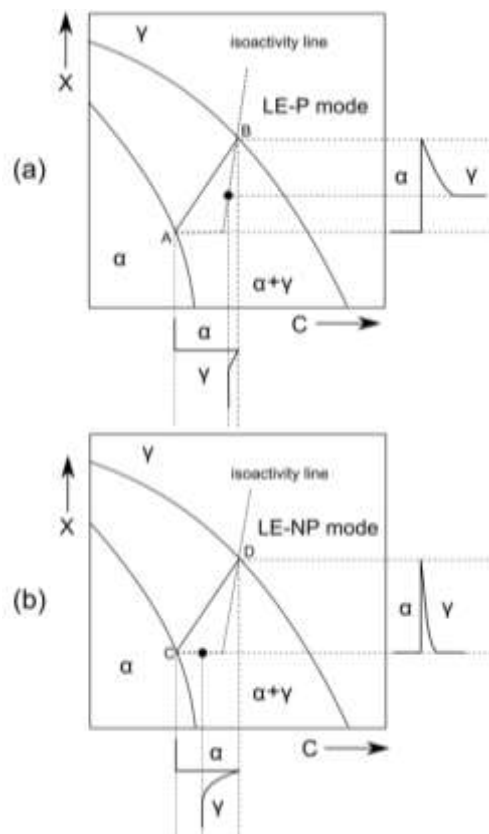 γ
isoactivity line
X
LE-P mode
B
(a)
α γ
A
α
α+γ
C
α
γ
γ
isoactivity line
X
LE-NP mode
D
(b)
α γ
C
α
α+γ
C
α
γ